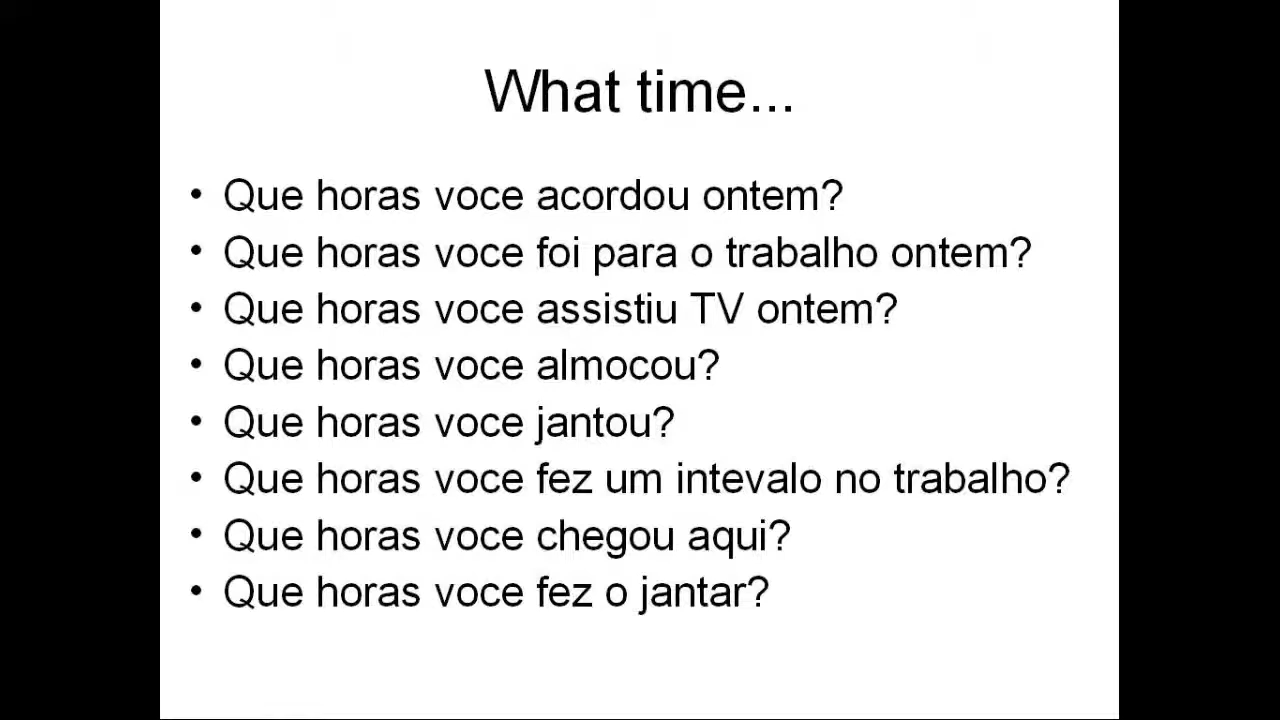 What time...
• Que horas voce acordou ontem?
• Que horas voce foi para o trabalho ontem?
• Que horas voce assistiu TV ontem?
• Que horas voce almocou?
• Que horas voce jantou?
• Que horas voce fez um intevalo no trabalho?
• Que horas voce chegou aqui?
• Que horas voce fez o jantar?